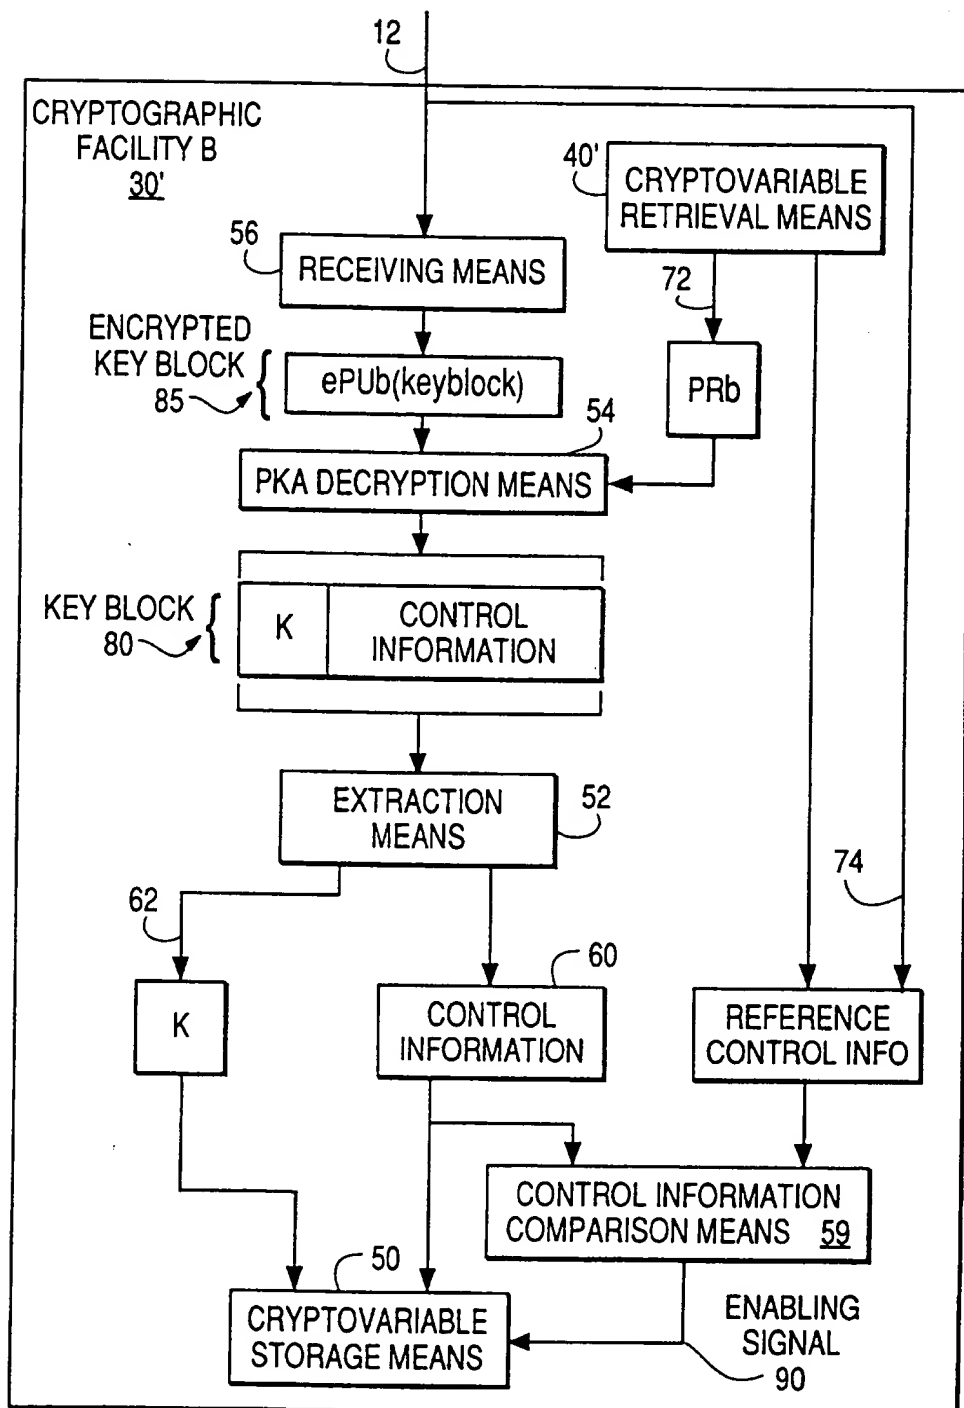 12
CRYPTOGRAPHIC
FACILITY B
30'
40'
CRYPTOVARIABLE
RETRIEVAL MEANS
56
RECEIVING MEANS
72
ENCRYPTED
KEY BLOCK
85
ePUb(keyblock)
PRb
54
PKA DECRYPTION MEANS
KEY BLOCK
80
K
CONTROL
INFORMATION
EXTRACTION
MEANS
52
74
62
60
K
CONTROL
INFORMATION
REFERENCE
CONTROL INFO
CONTROL INFORMATION
COMPARISON MEANS 59
50
CRYPTOVARIABLE
STORAGE MEANS
ENABLING
SIGNAL
90